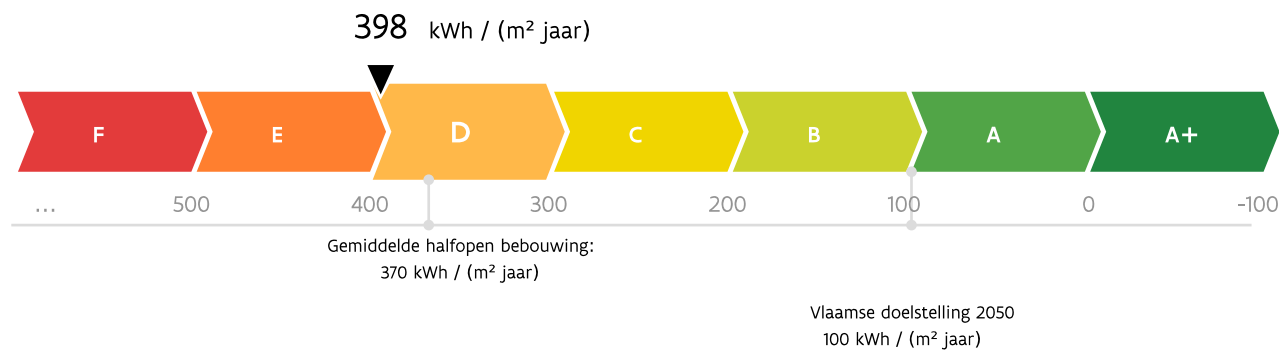 398 kWh / (m² jaar)
F E D C B A A+
... 500 400 300 200 100 0 -100
Gemiddelde halfopen bebouwing:
370 kWh / (m² jaar)
Vlaamse doelstelling 2050
100 kWh / (m² jaar)